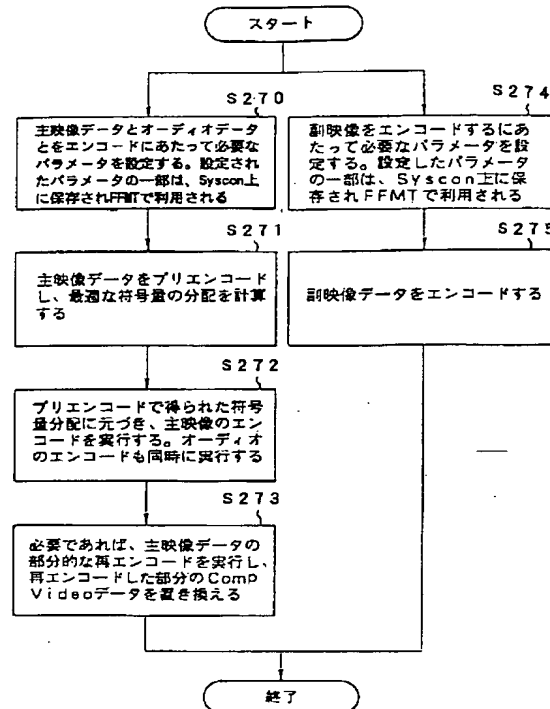 スタート
S270
主映像データとオーディオデータ
とをエンコードにあたって必要な
パラメータを設定する。設定され
たパラメータの一部は、Syscon上
に保存されFFMTで利用される
S271
主映像データをプリエンコード
し、最適な符号量の分配を計算
する
S272
プリエンコードで得られた符号
量分配に元づき、主映像のエン
コードを実行する。オーディオ
のエンコードも同時に実行する
S273
必要であれば、主映像データの
部分的な再エンコードを実行し、
再エンコードした部分のComp
Videoデータを置き換える
S274
副映像をエンコードするにあ
たって必要なパラメータを設
定する。設定したパラメータ
の一部は、Syscon上に保
存されFFMTで利用される
S275
副映像データをエンコードする
終了